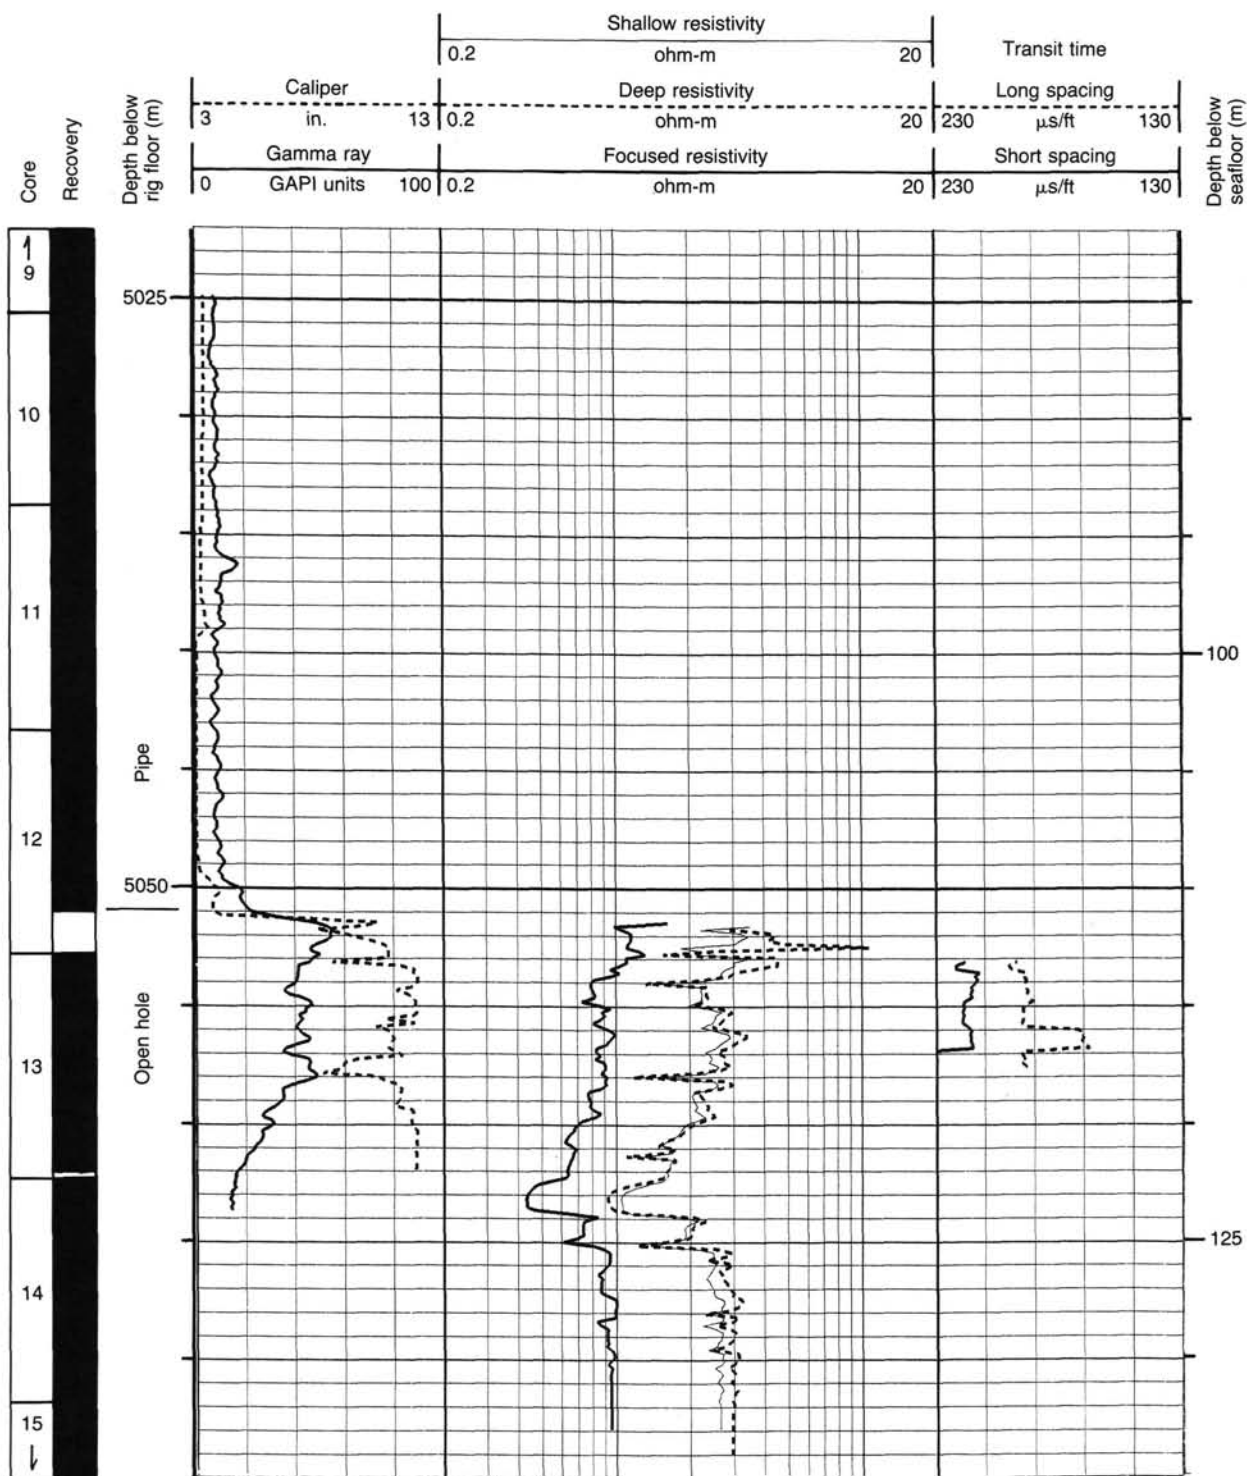 Shallow resistivity
0.2 ohm-m 20
Transit time
Caliper
3 in. 13
Deep resistivity
0.2 ohm-m 20
Long spacing
230 μs/ft 130
Gamma ray
0 GAPI units 100
Focused resistivity
0.2 ohm-m 20
Short spacing
230 μs/ft 130
Core
Recovery
Depth below
rig floor (m)
Depth below
seafloor (m)
9
5025
10
11
100
Pipe
12
5050
Open hole
13
125
14
15